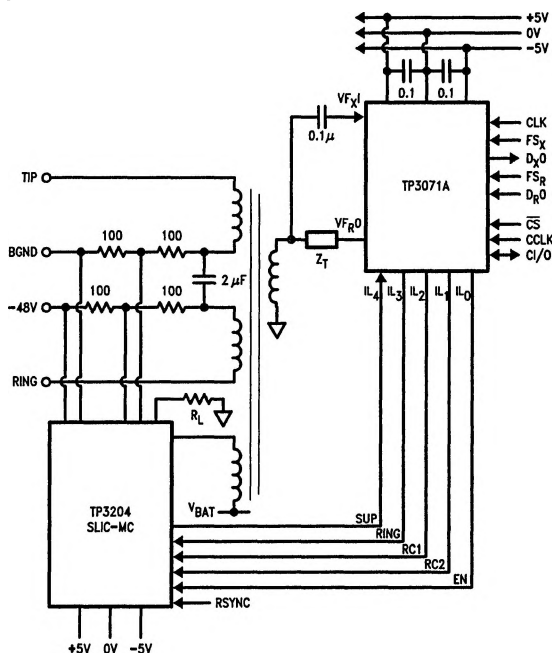 +5V
0V
-5V
0.1
0.1
VFXI
0.1μ
CLK
FSX
DX0
FSR
DR0
CS
CCLK
CI/O
TP3071A
TIP
100
100
BGND
VFRO
ZT
2 μF
100
100
-48V
IL4
IL3
IL2
IL1
IL0
RING
RL
VBAT
TP3204
SLIC-MC
SUP
RING
RC1
RC2
EN
RSYNC
+5V
0V
-5V